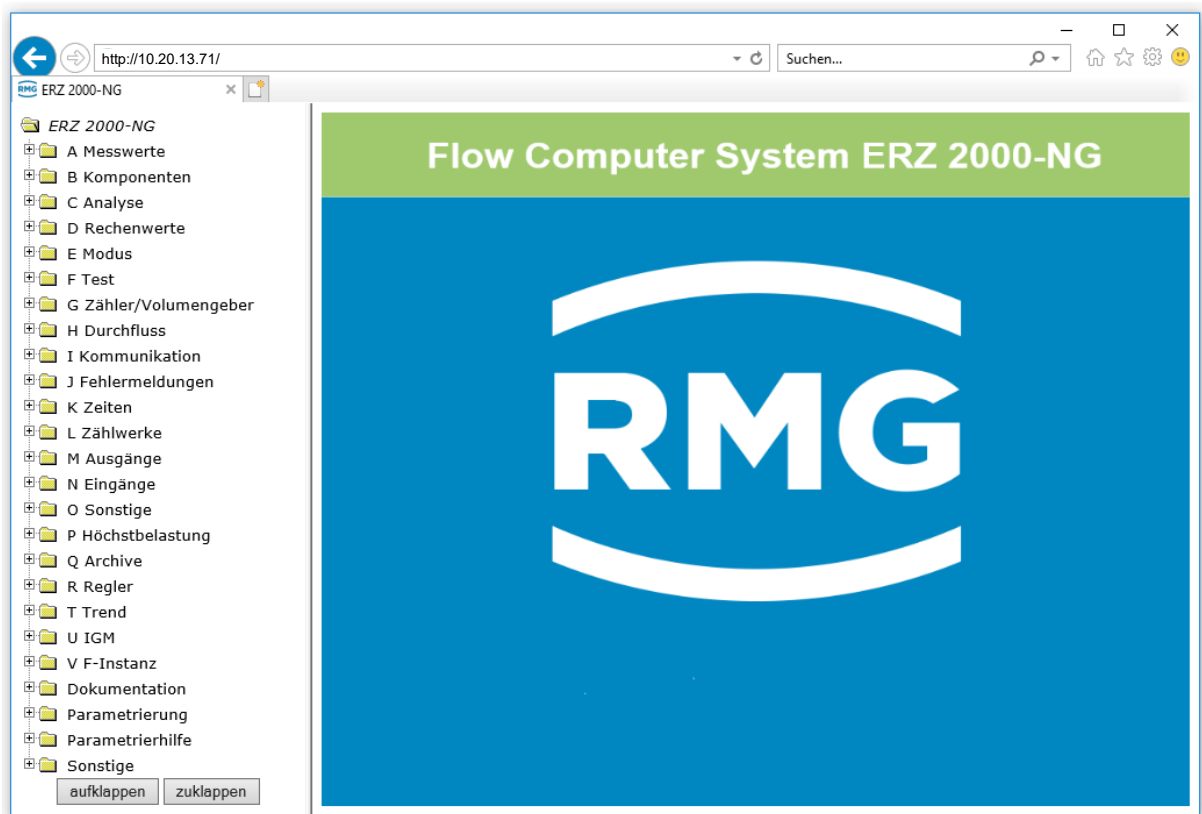 http://10.20.13.71/
Suchen...
RMG ERZ 2000-NG
ERZ 2000-NG
A Messwerte
B Komponenten
C Analyse
D Rechenwerte
E Modus
F Test
G Zähler/Volumengeber
H Durchfluss
I Kommunikation
J Fehlermeldungen
K Zeiten
L Zählwerke
M Ausgänge
N Eingänge
O Sonstige
P Höchstbelastung
Q Archive
R Regler
T Trend
U IGM
V F-Instanz
Dokumentation
Parametrierung
Parametrierhilfe
Sonstige
aufklappen zuklappen
Flow Computer System ERZ 2000-NG
RMG